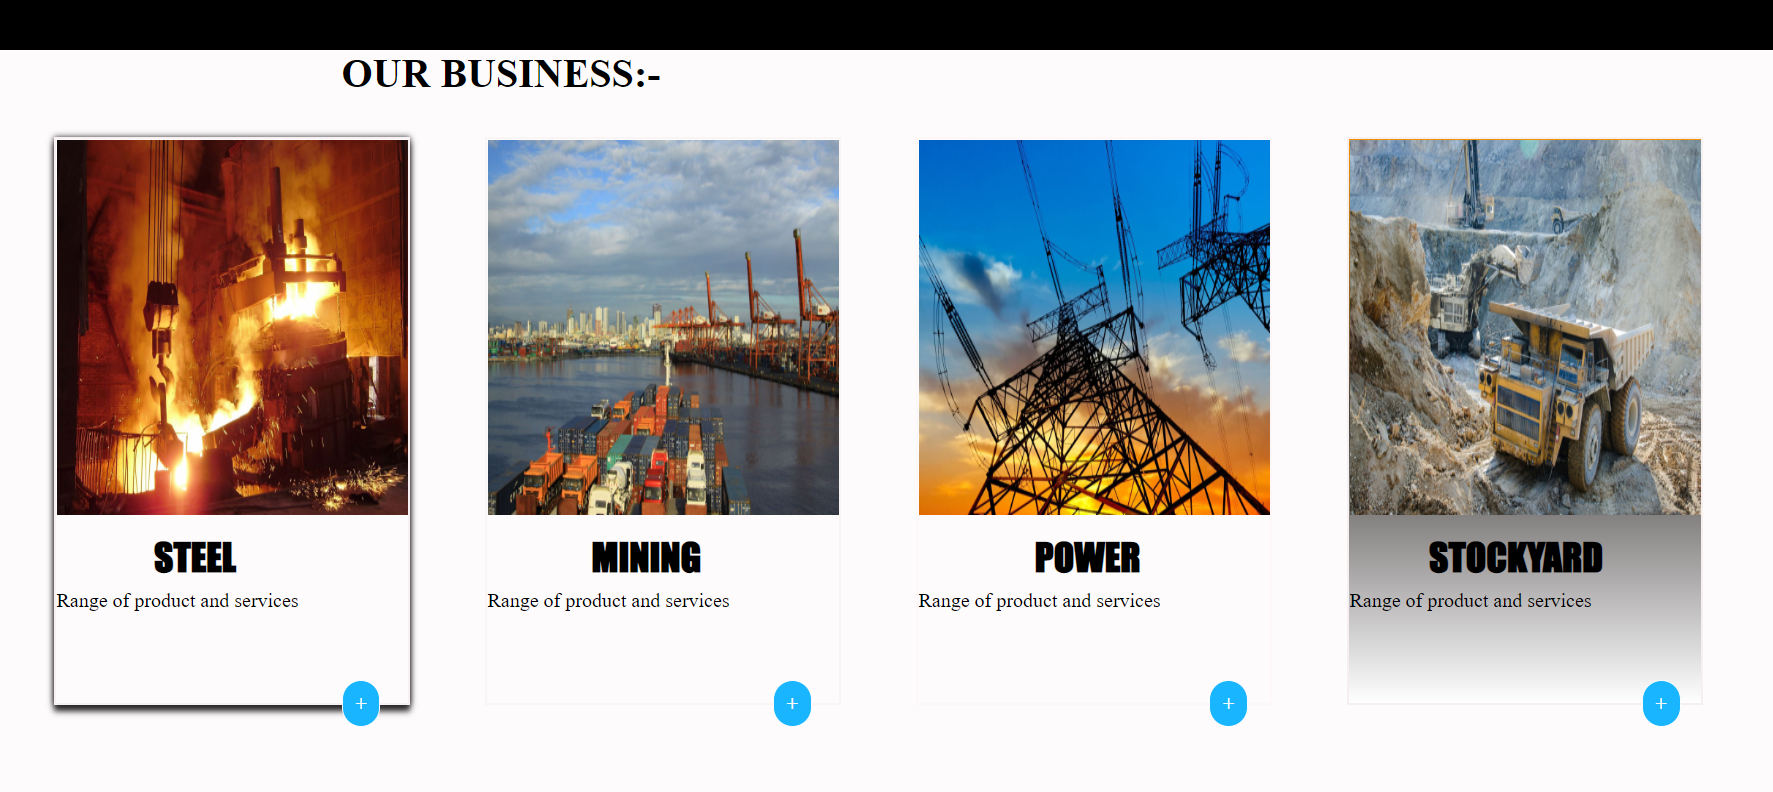 OUR BUSINESS:-
STEEL
Range of product and services
+
MINING
Range of product and services
+
POWER
Range of product and services
+
STOCKYARD
Range of product and services
+